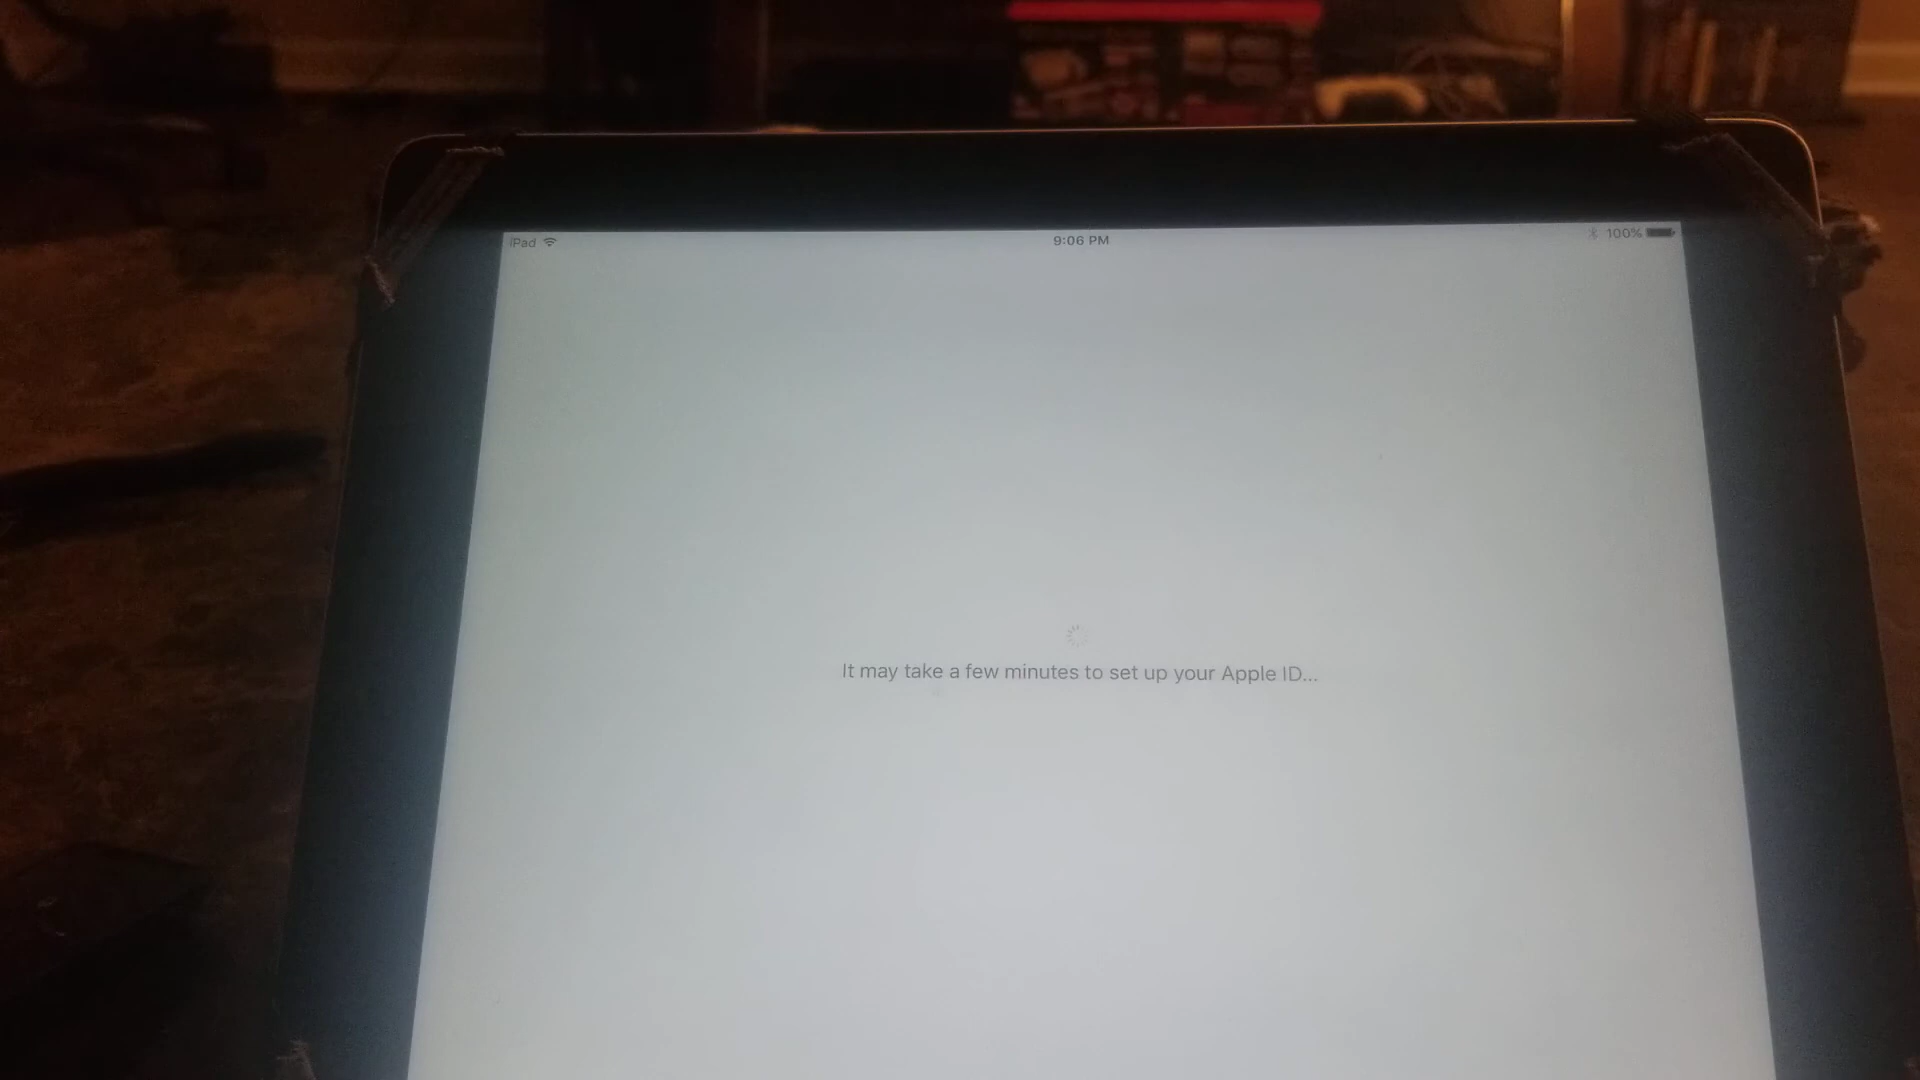 iPad
9:06 PM
100%
It may take a few minutes to set up your Apple ID...